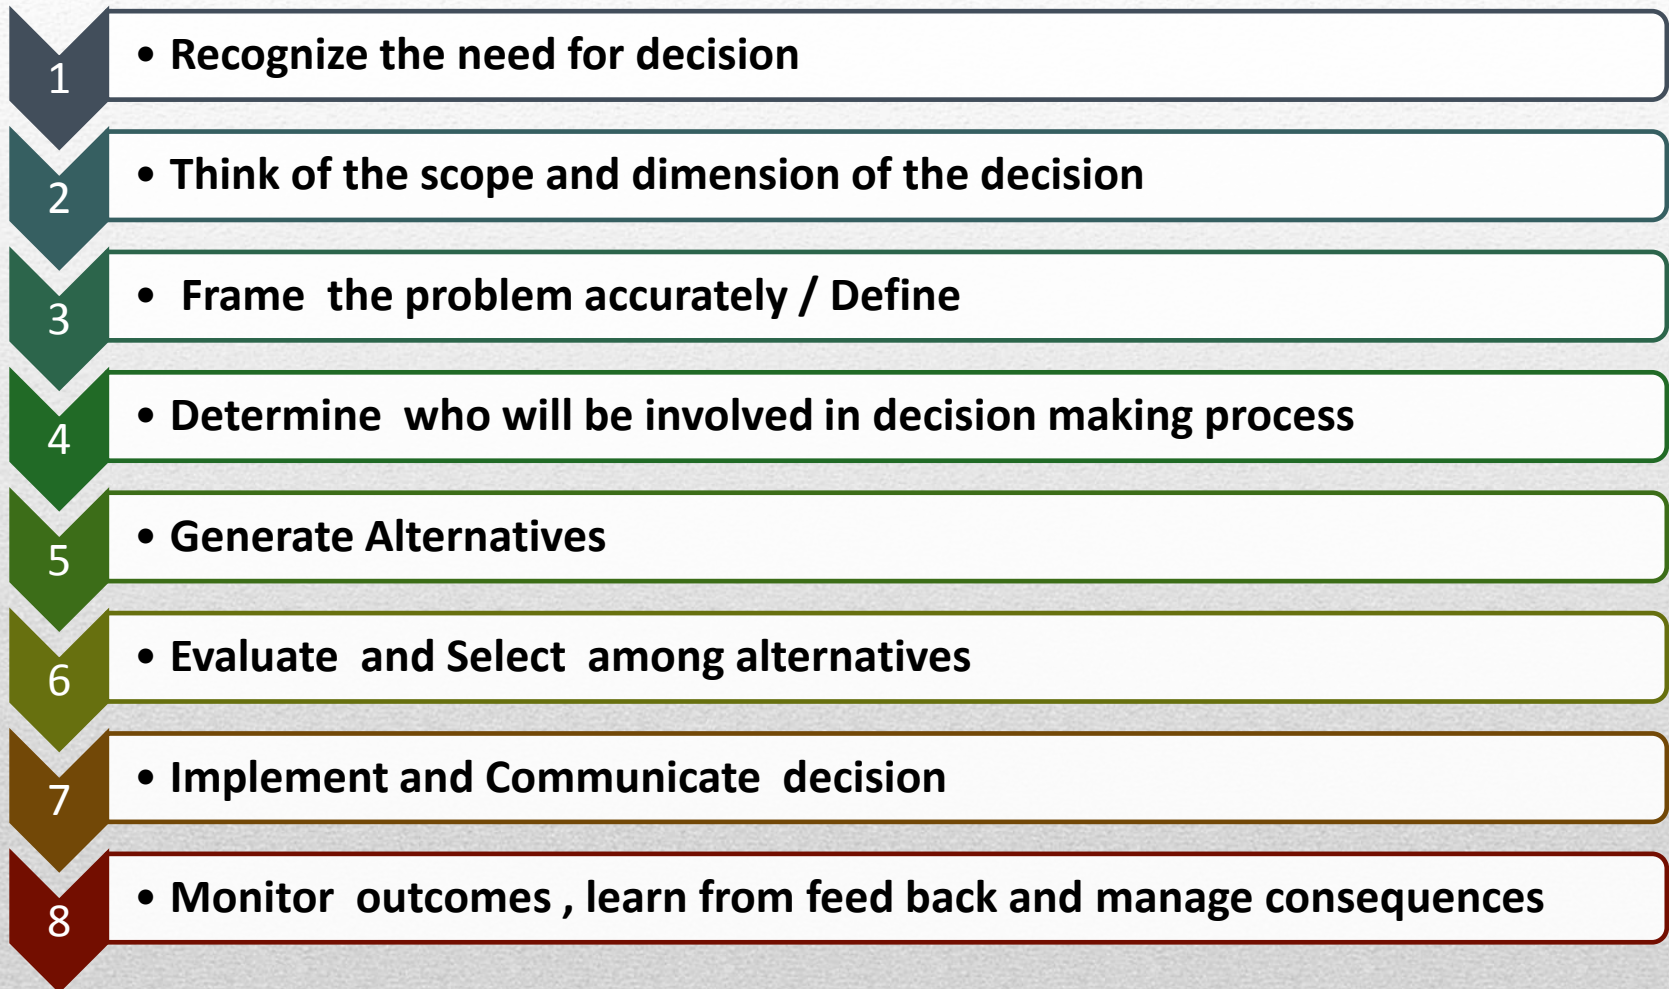 1
• Recognize the need for decision
2
• Think of the scope and dimension of the decision
3
• Frame the problem accurately / Define
4
• Determine who will be involved in decision making process
5
• Generate Alternatives
6
• Evaluate and Select among alternatives
7
• Implement and Communicate decision
8
• Monitor outcomes , learn from feed back and manage consequences